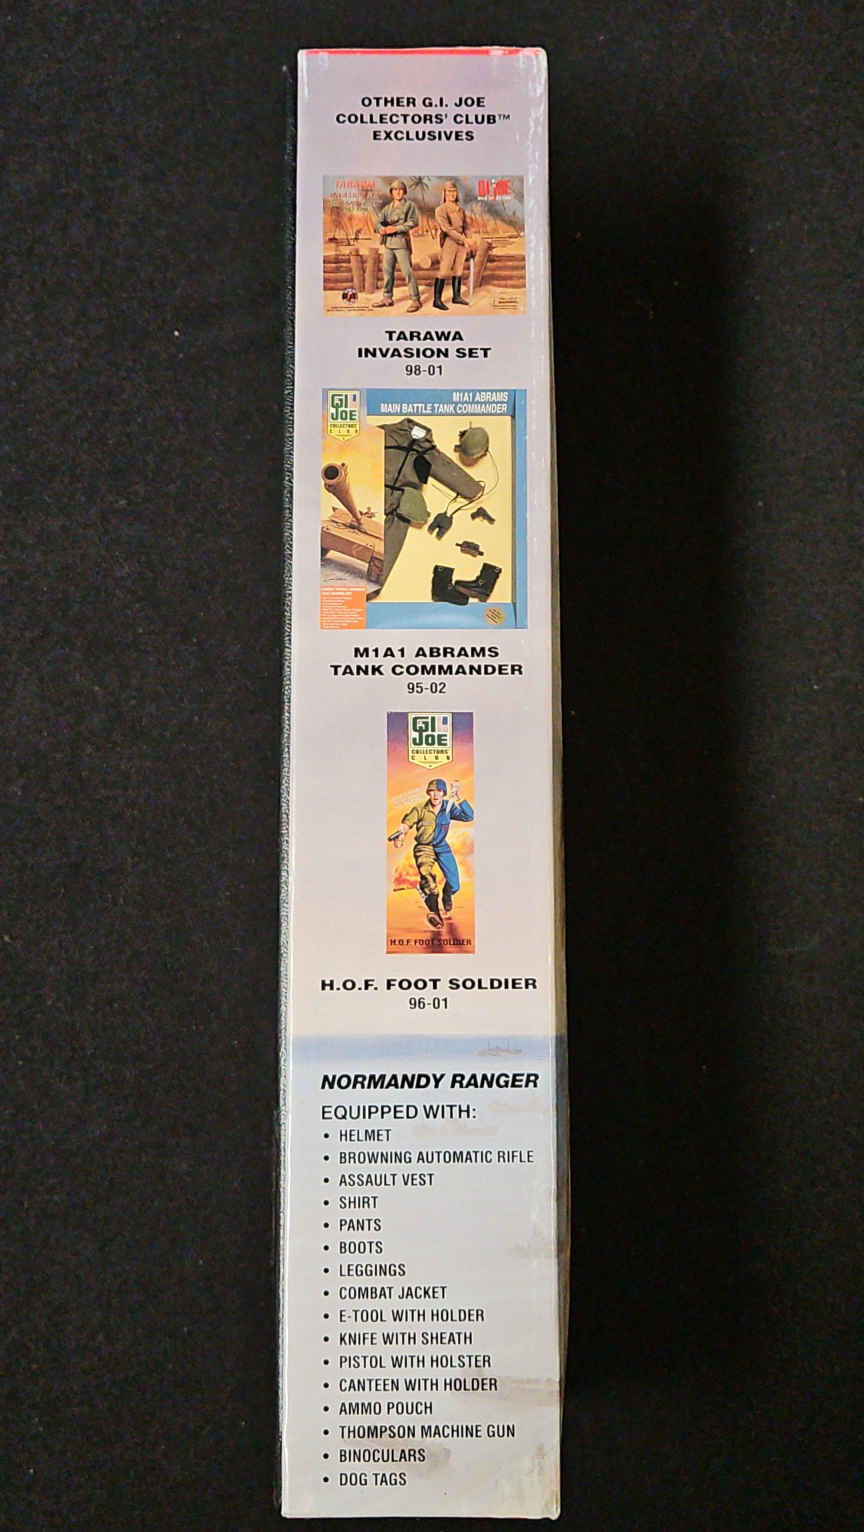 OTHER G.I. JOE
COLLECTORS' CLUB™
EXCLUSIVES
TARAWA
GI JOE
TARAWA
INVASION SET
98-01
GI
JOE
COLLECTORS'
CLUB
M1A1 ABRAMS
MAIN BATTLE TANK COMMANDER
M1A1 ABRAMS
TANK COMMANDER
95-02
GI
JOE
COLLECTORS'
CLUB
H.O.F. FOOT SOLDIER
H.O.F. FOOT SOLDIER
96-01
NORMANDY RANGER
EQUIPPED WITH:
• HELMET
• BROWNING AUTOMATIC RIFLE
• ASSAULT VEST
• SHIRT
• PANTS
• BOOTS
• LEGGINGS
• COMBAT JACKET
• E-TOOL WITH HOLDER
• KNIFE WITH SHEATH
• PISTOL WITH HOLSTER
• CANTEEN WITH HOLDER
• AMMO POUCH
• THOMPSON MACHINE GUN
• BINOCULARS
• DOG TAGS